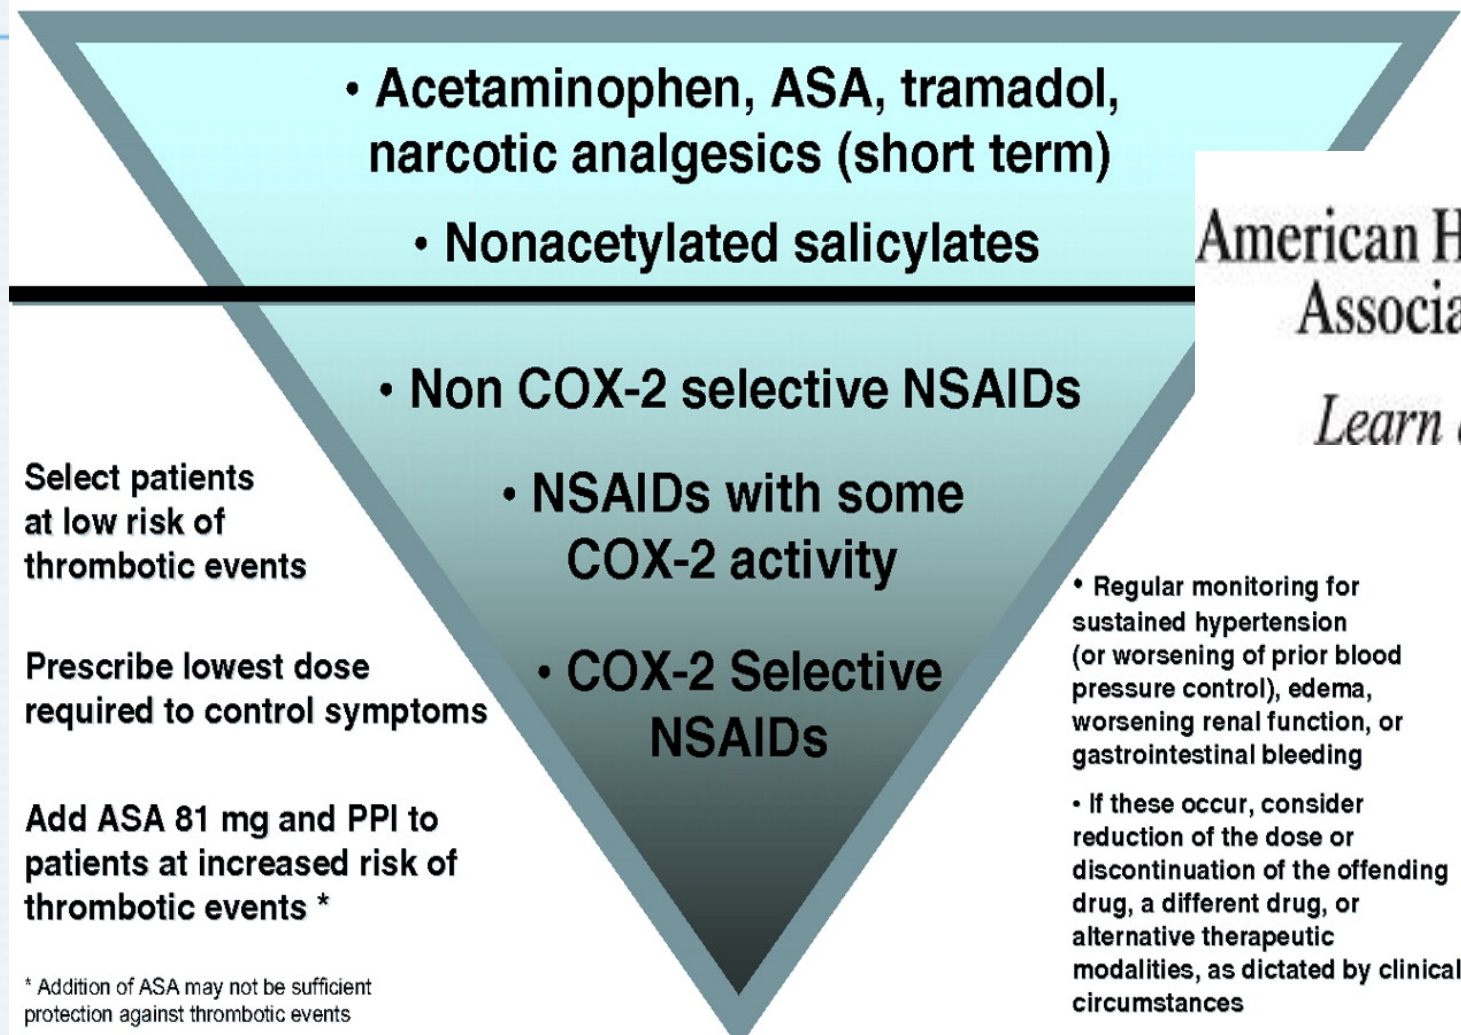 • Acetaminophen, ASA, tramadol,
narcotic analgesics (short term)
• Nonacetylated salicylates
American H
Associa
Learn
• Non COX-2 selective NSAIDs
• NSAIDs with some
COX-2 activity
• COX-2 Selective
NSAIDs
Select patients
at low risk of
thrombotic events
Prescribe lowest dose
required to control symptoms
Add ASA 81 mg and PPI to
patients at increased risk of
thrombotic events *
* Addition of ASA may not be sufficient
protection against thrombotic events
• Regular monitoring for
sustained hypertension
(or worsening of prior blood
pressure control), edema,
worsening renal function, or
gastrointestinal bleeding
• If these occur, consider
reduction of the dose or
discontinuation of the offending
drug, a different drug, or
alternative therapeutic
modalities, as dictated by clinical
circumstances